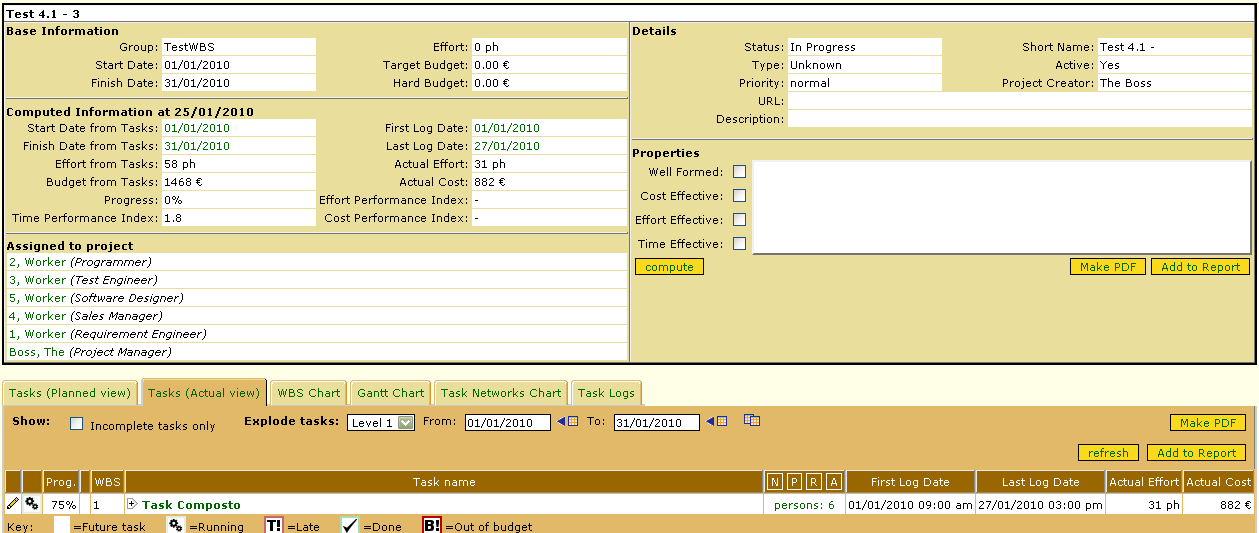 Test 4.1 - 3
Base Information
Group: TestWBS Effort: 0 ph
Start Date: 01/01/2010 Target Budget: 0.00 €
Finish Date: 31/01/2010 Hard Budget: 0.00 €
Computed Information at 25/01/2010
Start Date from Tasks: 01/01/2010 First Log Date: 01/01/2010
Finish Date from Tasks: 31/01/2010 Last Log Date: 27/01/2010
Effort from Tasks: 58 ph Actual Effort: 31 ph
Budget from Tasks: 1468 € Actual Cost: 882 €
Progress: 0% Effort Performance Index: -
Time Performance Index: 1.8 Cost Performance Index: -
Assigned to project
2, Worker (Programmer)
3, Worker (Test Engineer)
5, Worker (Software Designer)
4, Worker (Sales Manager)
1, Worker (Requirement Engineer)
Boss, The (Project Manager)
Details
Status: In Progress Short Name: Test 4.1 -
Type: Unknown Active: Yes
Priority: normal Project Creator: The Boss
URL:
Description:
Properties
Well Formed:
Cost Effective:
Effort Effective:
Time Effective:
compute Make PDF Add to Report
Tasks (Planned view) Tasks (Actual view) WBS Chart Gantt Chart Task Networks Chart Task Logs
Show: Incomplete tasks only Explode tasks: Level 1 From: 01/01/2010 To: 31/01/2010 Make PDF
refresh Add to Report
Prog. WBS Task name N P R A First Log Date Last Log Date Actual Effort Actual Cost
75% 1 Task Composto persons: 6 01/01/2010 09:00 am 27/01/2010 03:00 pm 31 ph 882 €
Key: =Future task =Running T! =Late =Done B! =Out of budget